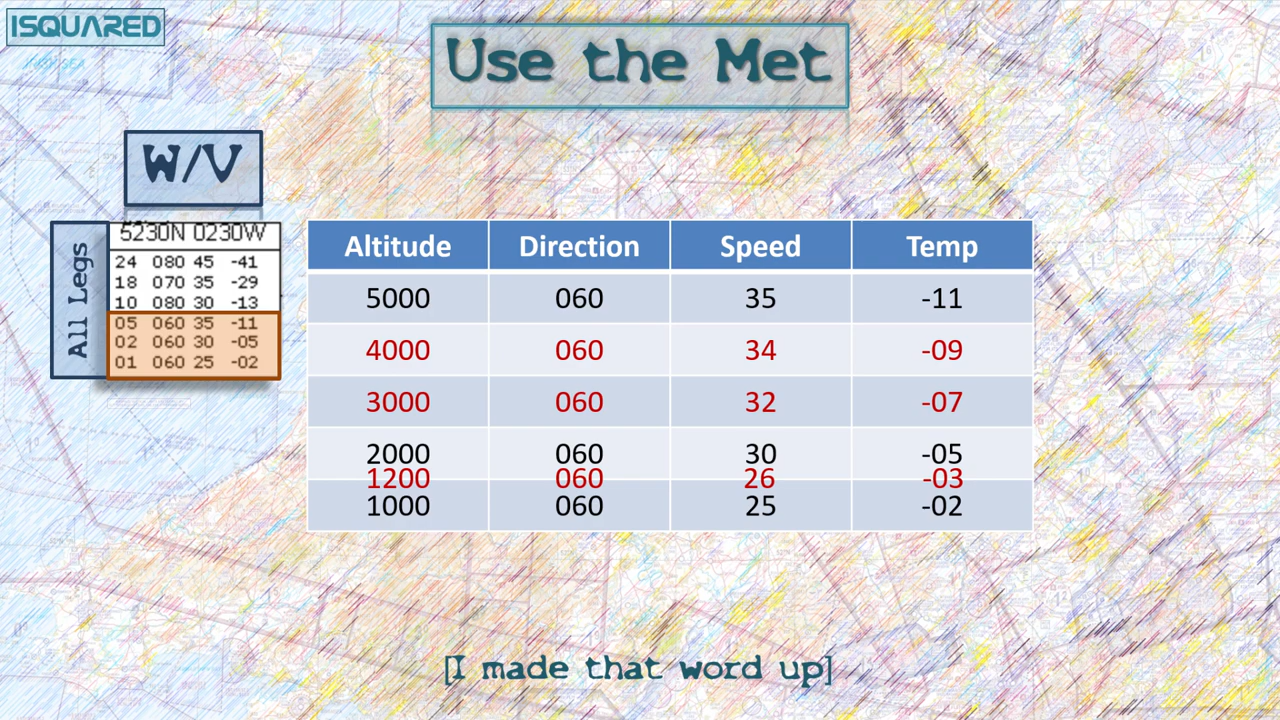 ISQUARED
Use the Met
W/V
All Legs
5230N 0230W
24 080 45 -41
18 070 35 -29
10 080 30 -13
05 060 35 -11
02 060 30 -05
01 060 25 -02
Altitude Direction Speed Temp
5000 060 35 -11
4000 060 34 -09
3000 060 32 -07
2000 060 30 -05
1200 060 26 -03
1000 060 25 -02
[I made that word up]